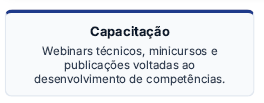 Capacitação
Webinars técnicos, minicursos e
publicações voltadas ao
desenvolvimento de competências.